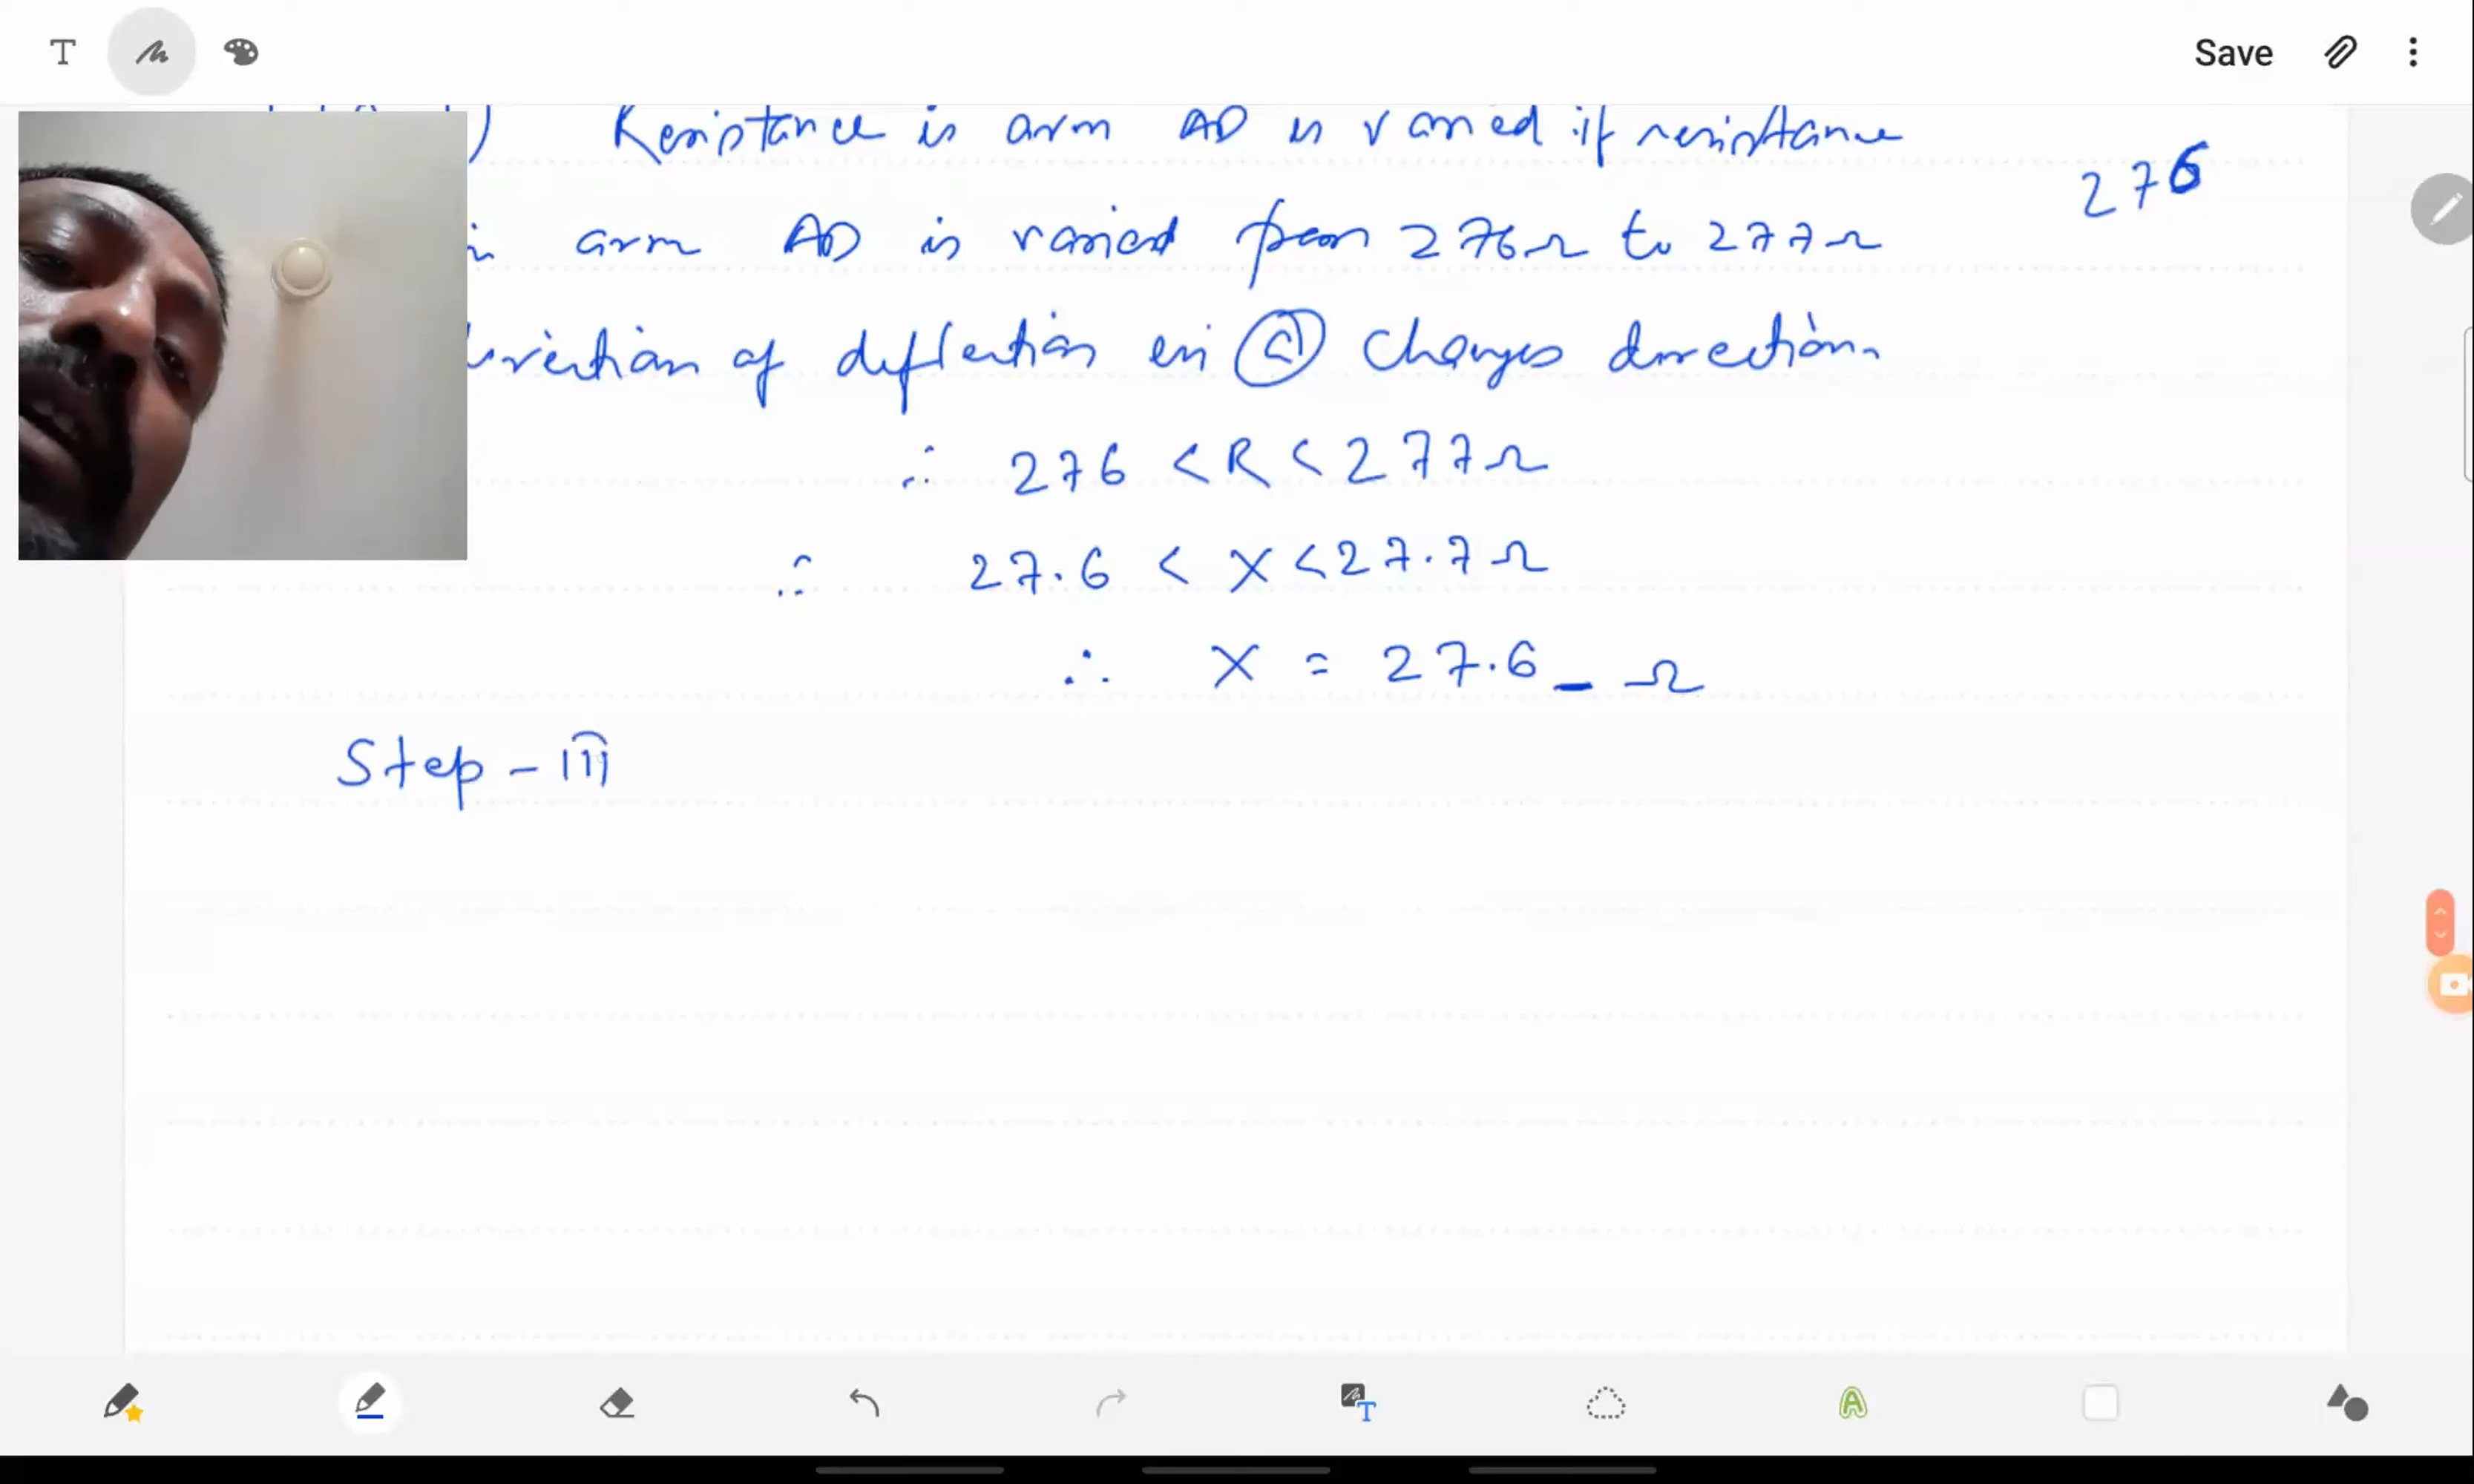 Save
) Resistance in arm AD is varied if resistance
276
in arm AD is varied from 276Ω to 277Ω
direction of deflection in G changes direction.
∴ 276 < R < 277Ω
∴ 27.6 < X < 27.7Ω
∴ X = 27.6_ Ω
Step - III